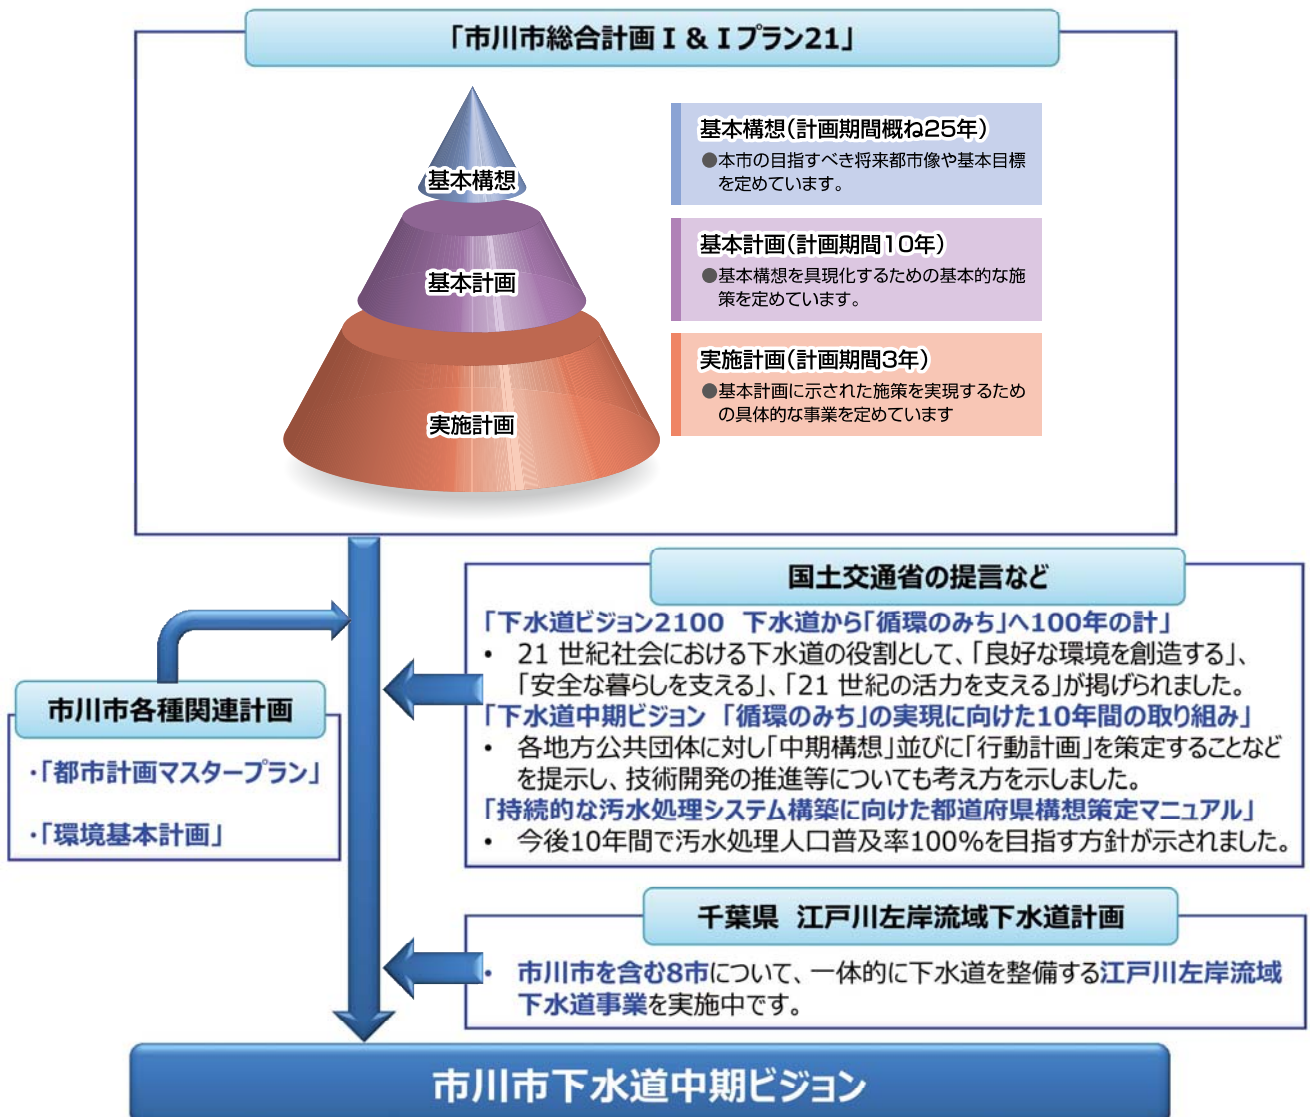 「市川市総合計画Ｉ＆Ｉプラン21」
基本構想
基本計画
実施計画
基本構想(計画期間概ね25年)
●本市の目指すべき将来都市像や基本目標
を定めています。
基本計画(計画期間10年)
●基本構想を具現化するための基本的な施
策を定めています。
実施計画(計画期間3年)
●基本計画に示された施策を実現するため
の具体的な事業を定めています
国土交通省の提言など
「下水道ビジョン2100　下水道から「循環のみち」へ100年の計」
• 21 世紀社会における下水道の役割として、「良好な環境を創造する」、
「安全な暮らしを支える」、「21 世紀の活力を支える」が掲げられました。
「下水道中期ビジョン 「循環のみち」の実現に向けた10年間の取り組み」
• 各地方公共団体に対し「中期構想」並びに「行動計画」を策定することなど
を提示し、技術開発の推進等についても考え方を示しました。
「持続的な汚水処理システム構築に向けた都道府県構想策定マニュアル」
• 今後10年間で汚水処理人口普及率100%を目指す方針が示されました。
市川市各種関連計画
・「都市計画マスタープラン」
・「環境基本計画」
千葉県 江戸川左岸流域下水道計画
• 市川市を含む8市について、一体的に下水道を整備する江戸川左岸流域
下水道事業を実施中です。
市川市下水道中期ビジョン